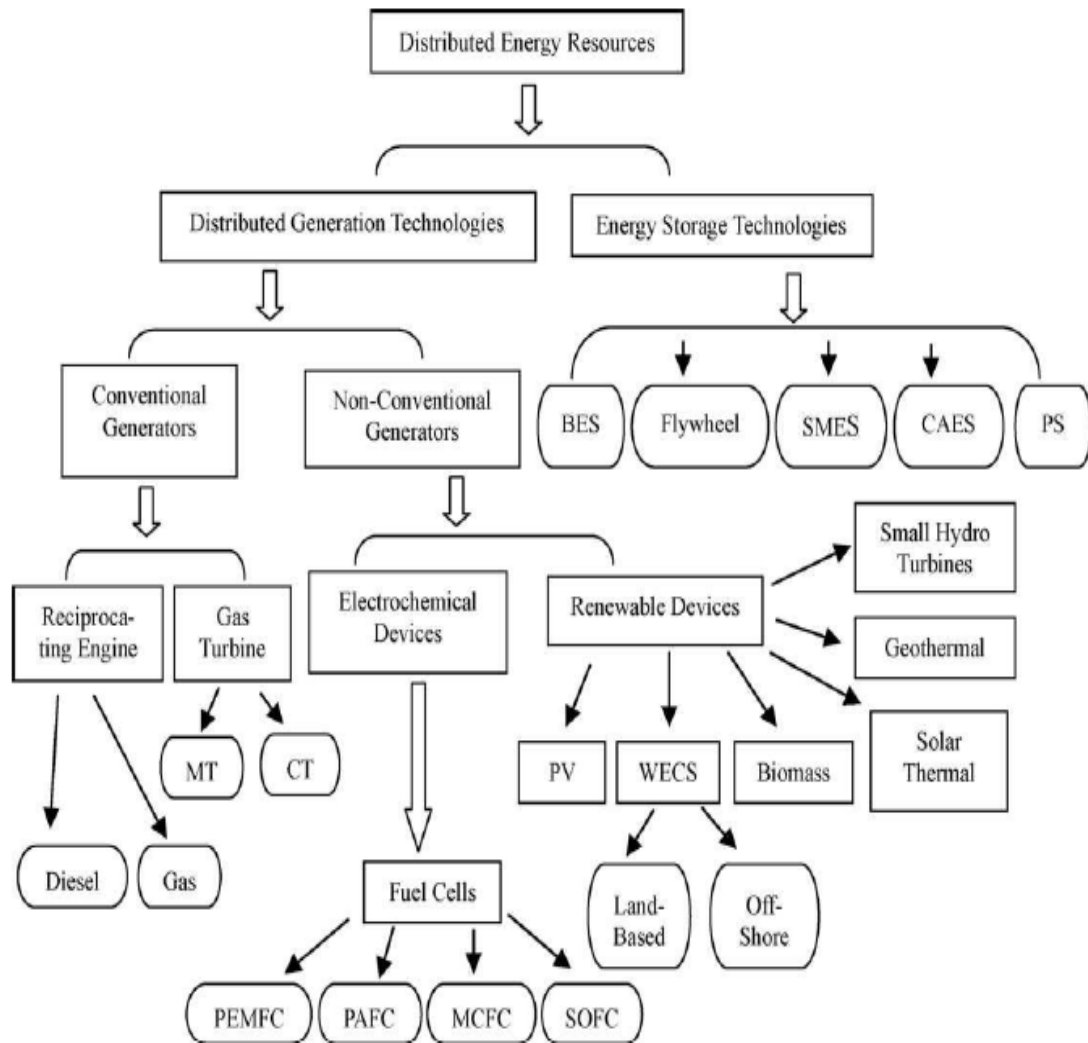 Distributed Energy Resources
Distributed Generation Technologies
Energy Storage Technologies
Conventional
Generators
Non-Conventional
Generators
BES
Flywheel
SMES
CAES
PS
Small Hydro
Turbines
Reciproca-
ting Engine
Gas
Turbine
Electrochemical
Devices
Renewable Devices
Geothermal
MT
CT
PV
WECS
Biomass
Solar
Thermal
Diesel
Gas
Fuel Cells
Land-
Based
Off-
Shore
PEMFC
PAFC
MCFC
SOFC